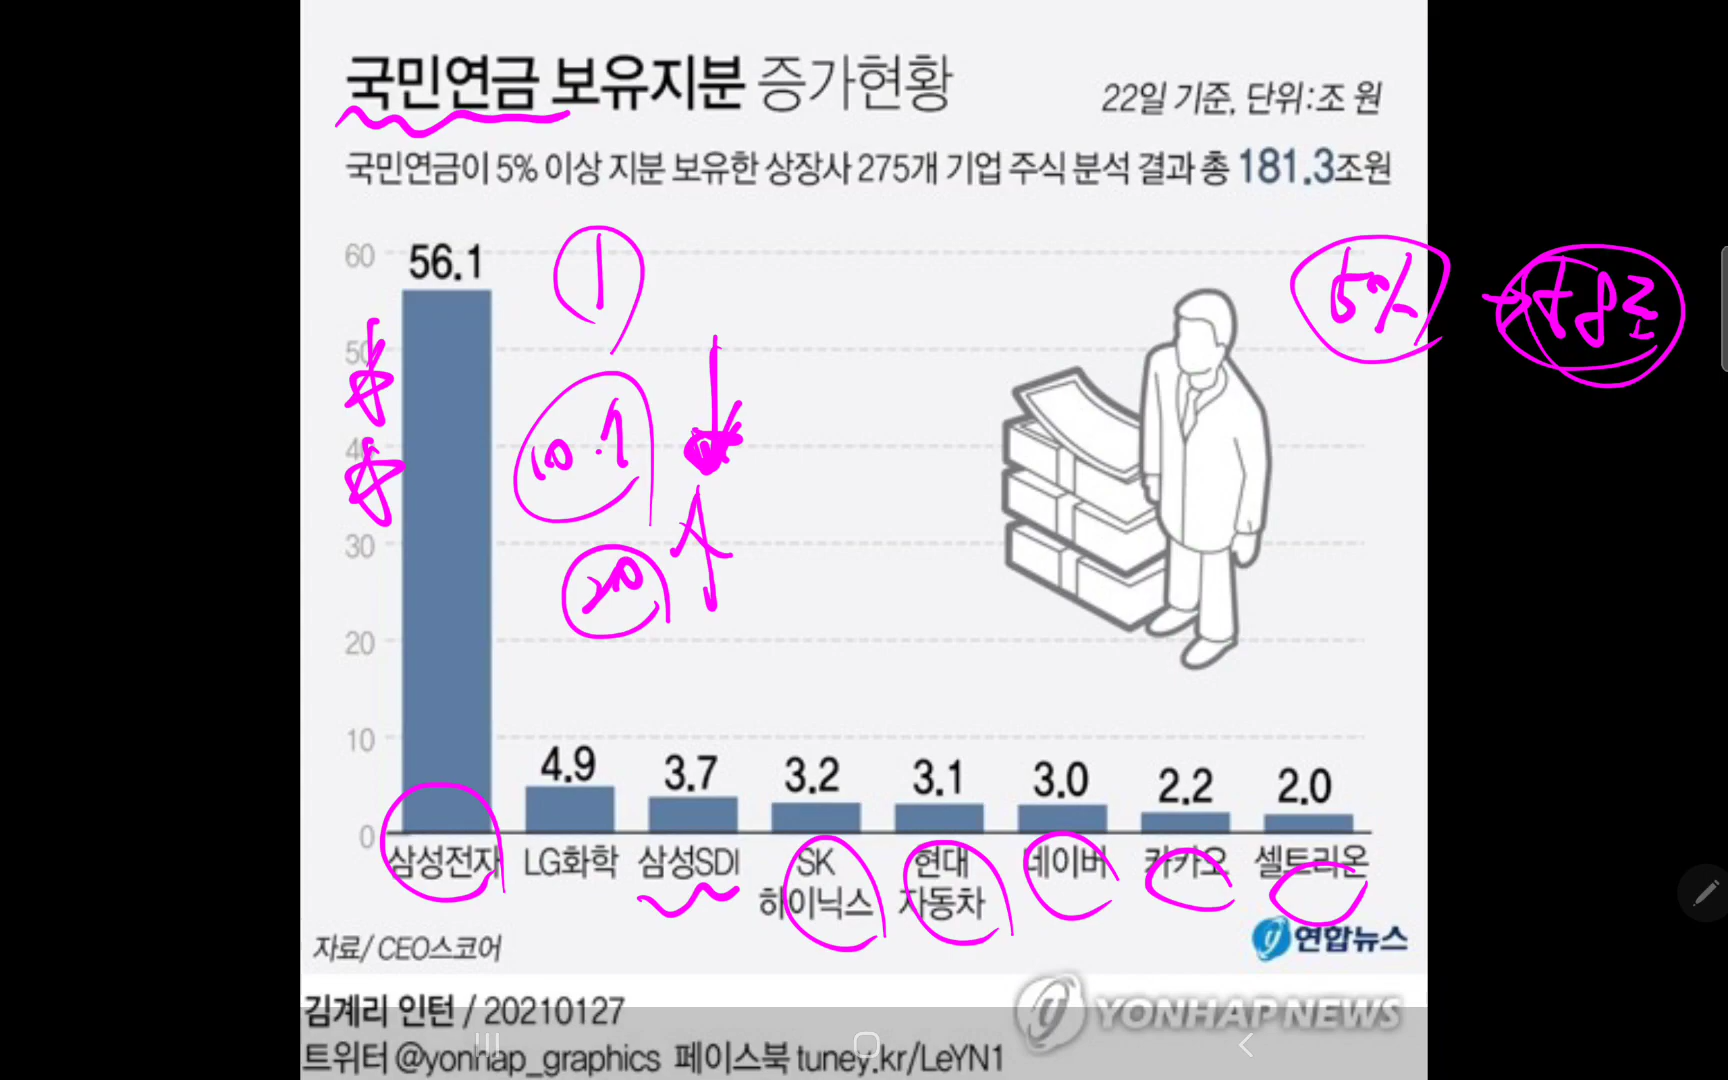 국민연금 보유지분 증가현황
22일 기준, 단위:조 원
국민연금이 5% 이상 지분 보유한 상장사 275개 기업 주식 분석 결과 총 181.3조원
60
50
40
30
20
10
0
56.1
4.9
3.7
3.2
3.1
3.0
2.2
2.0
1
10.1
20
5%
삼성전자
LG화학
삼성SDI
SK 하이닉스
현대 자동차
네이버
카카오
셀트리온
자료/ CEO스코어
연합뉴스
김계리 인턴 / 20210127
YONHAP NEWS
트위터 @yonhap_graphics 페이스북 tuney.kr/LeYN1